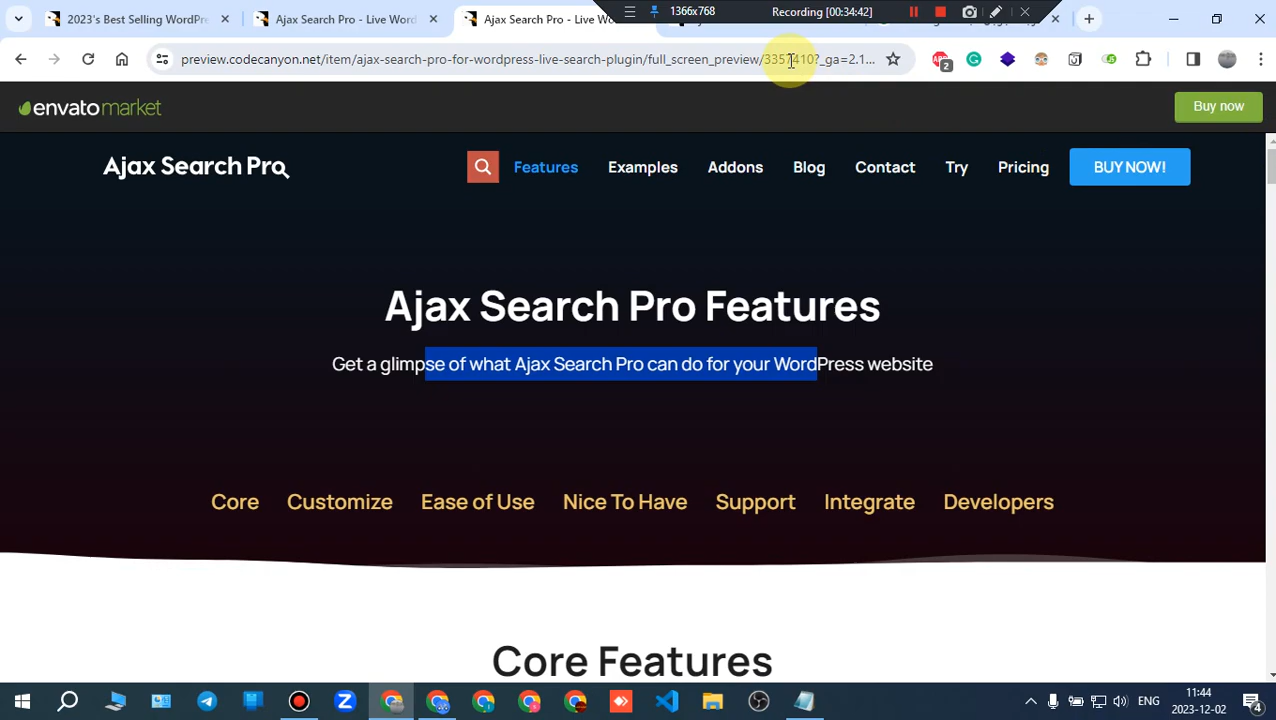 2023's Best Selling WordPr
Ajax Search Pro - Live Word
Ajax Search Pro - Live Wo
1366x768
Recording [00:34:42]
preview.codecanyon.net/item/ajax-search-pro-for-wordpress-live-search-plugin/full_screen_preview/3357410?_ga=2.1...
2
envatomarket
Buy now
Ajax Search Pro
Features
Examples
Addons
Blog
Contact
Try
Pricing
BUY NOW!
Ajax Search Pro Features
Get a glimpse of what Ajax Search Pro can do for your WordPress website
Core
Customize
Ease of Use
Nice To Have
Support
Integrate
Developers
Core Features
ENG
11:44
2023-12-02
4